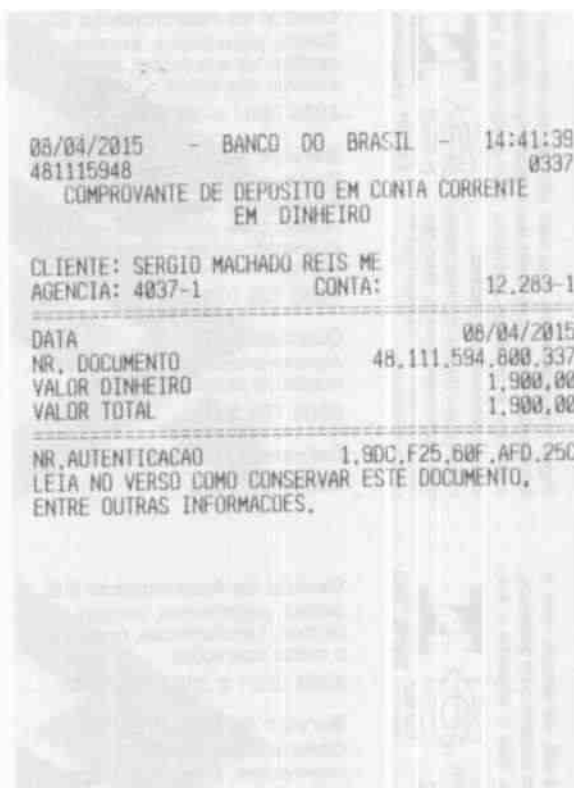 08/04/2015 - BANCO DO BRASIL - 14:41:39
481115948 0337
COMPROVANTE DE DEPOSITO EM CONTA CORRENTE
EM DINHEIRO
CLIENTE: SERGIO MACHADO REIS ME
AGENCIA: 4037-1 CONTA: 12.283-1
DATA 08/04/2015
NR. DOCUMENTO 48.111.594.800.337
VALOR DINHEIRO 1.900,00
VALOR TOTAL 1.900,00
NR.AUTENTICACAO 1.9DC.F25.60F.AFD.25C
LEIA NO VERSO COMO CONSERVAR ESTE DOCUMENTO,
ENTRE OUTRAS INFORMACOES.